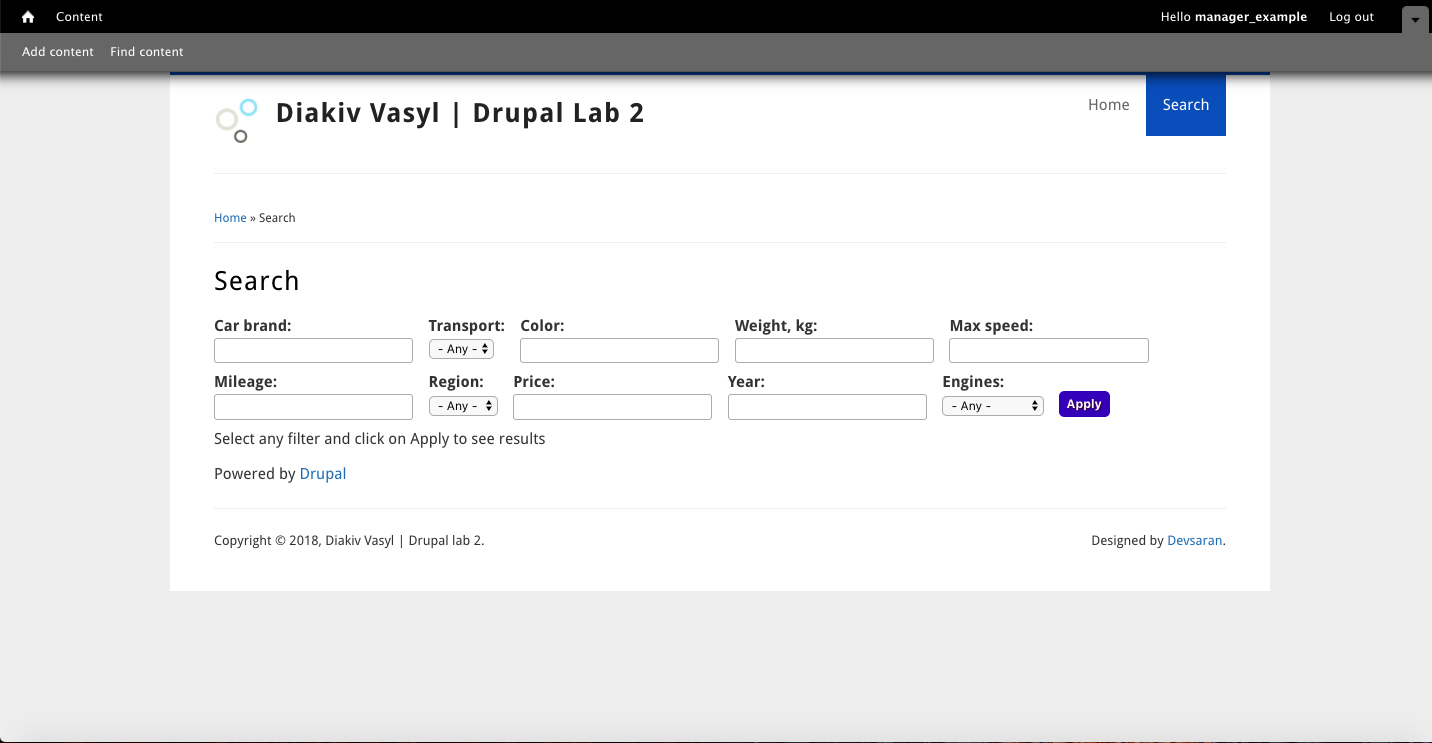 Content Hello manager_example Log out
Add content Find content
Diakiv Vasyl | Drupal Lab 2
Home Search
Home » Search
Search
Car brand: Transport: Color: Weight, kg: Max speed:
- Any -
Mileage: Region: Price: Year: Engines:
- Any - - Any - Apply
Select any filter and click on Apply to see results
Powered by Drupal
Copyright © 2018, Diakiv Vasyl | Drupal lab 2. Designed by Devsaran.